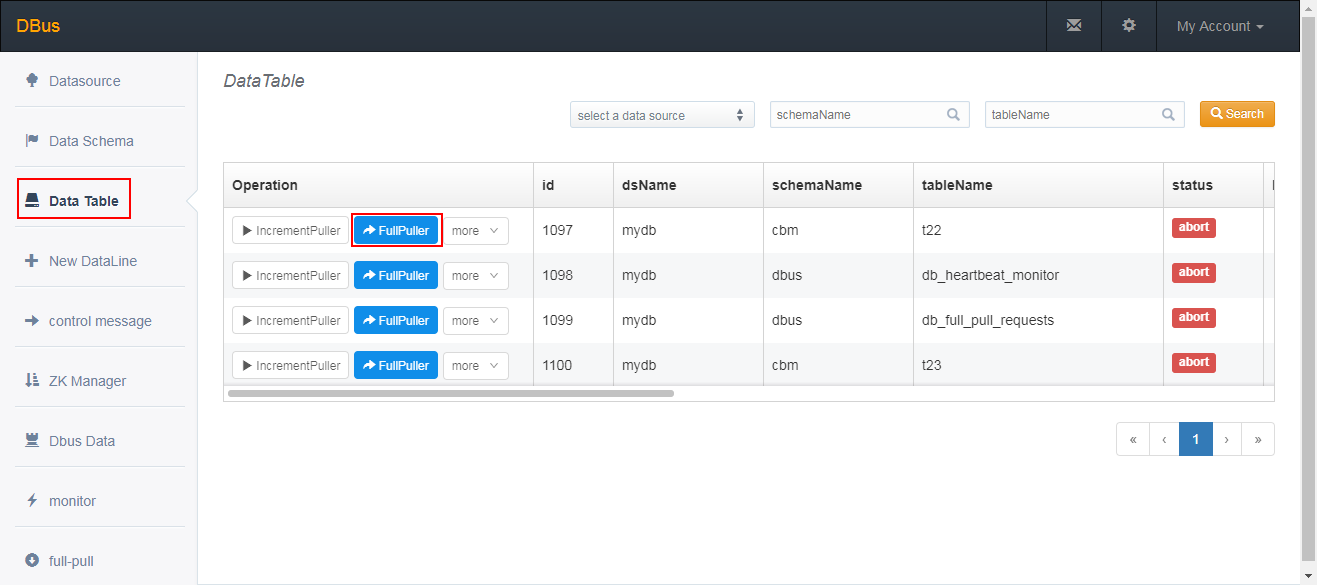 DBus
My Account
Datasource
Data Schema
Data Table
New DataLine
control message
ZK Manager
Dbus Data
monitor
full-pull
DataTable
select a data source schemaName tableName Search
Operation id dsName schemaName tableName status
IncrementPuller FullPuller more 1097 mydb cbm t22 abort
IncrementPuller FullPuller more 1098 mydb dbus db_heartbeat_monitor abort
IncrementPuller FullPuller more 1099 mydb dbus db_full_pull_requests abort
IncrementPuller FullPuller more 1100 mydb cbm t23 abort
« ‹ 1 › »